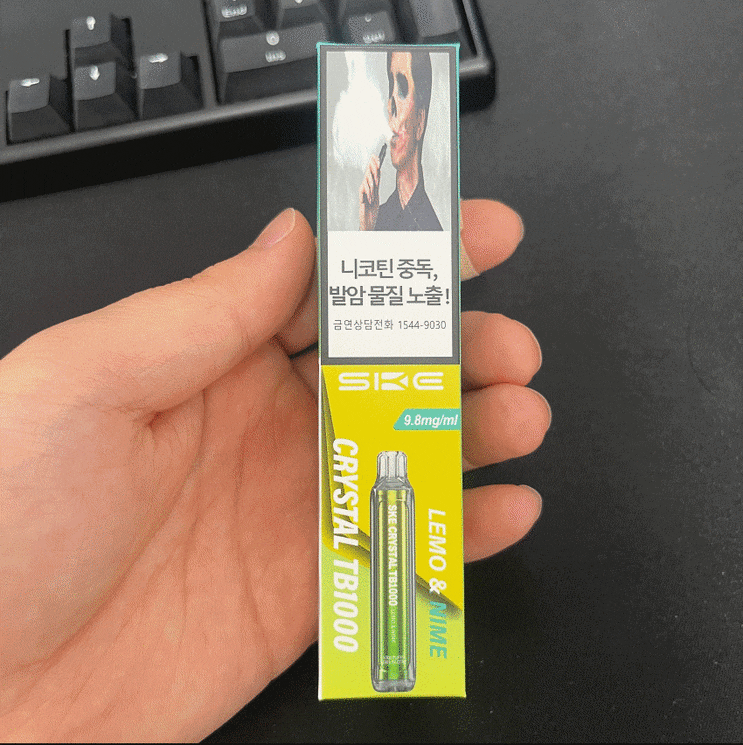 니코틴 중독,
발암 물질 노출!
금연상담전화 1544-9030
SKE
9.8mg/ml
CRYSTAL TB1000
LEMO & NIME
SKE CRYSTAL TB1000